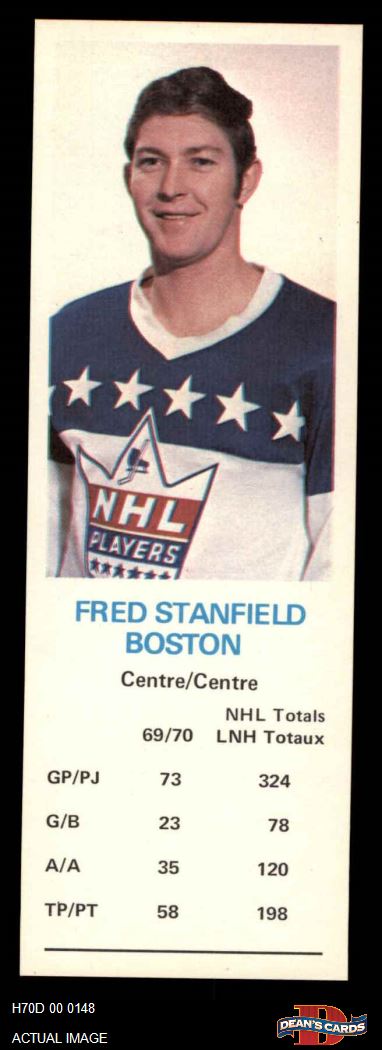 NHL
PLAYERS
FRED STANFIELD
BOSTON
Centre/Centre
NHL Totals
69/70 LNH Totaux
GP/PJ 73 324
G/B 23 78
A/A 35 120
TP/PT 58 198
H70D 00 0148
ACTUAL IMAGE
DEAN'S CARDS